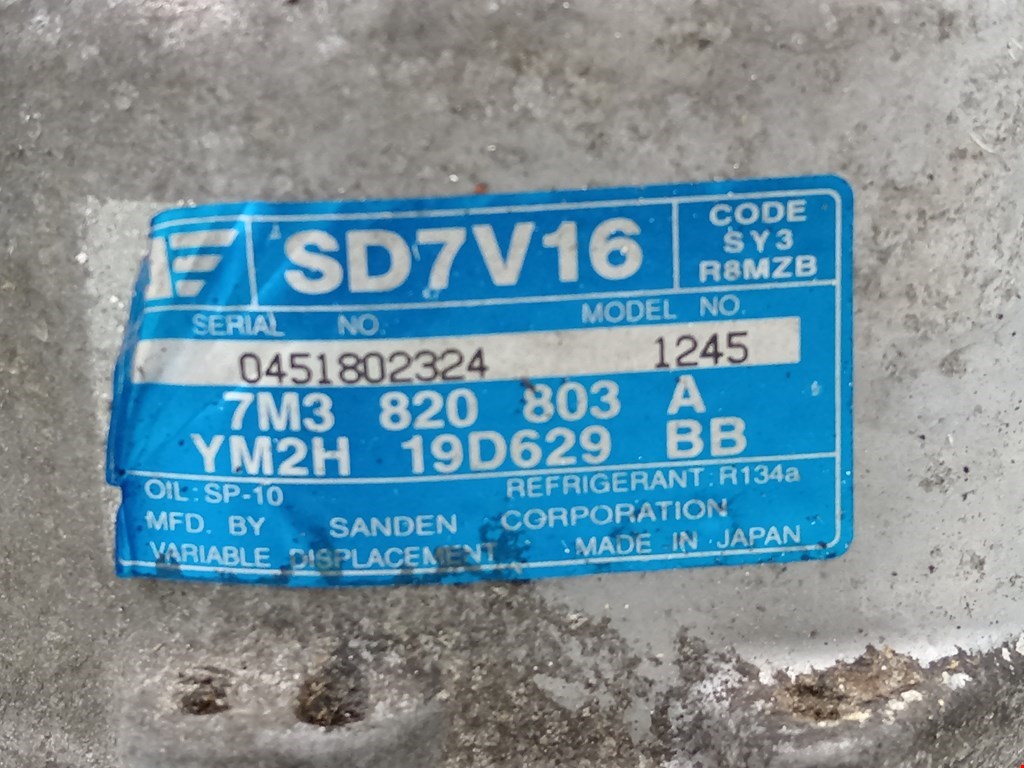 SD7V16
CODE
SY3
R8MZB
SERIAL NO.
MODEL NO.
0451802324 1245
7M3 820 803 A
YM2H 19D629 BB
OIL: SP-10
REFRIGERANT: R134a
MFD. BY SANDEN CORPORATION
VARIABLE DISPLACEMENT MADE IN JAPAN